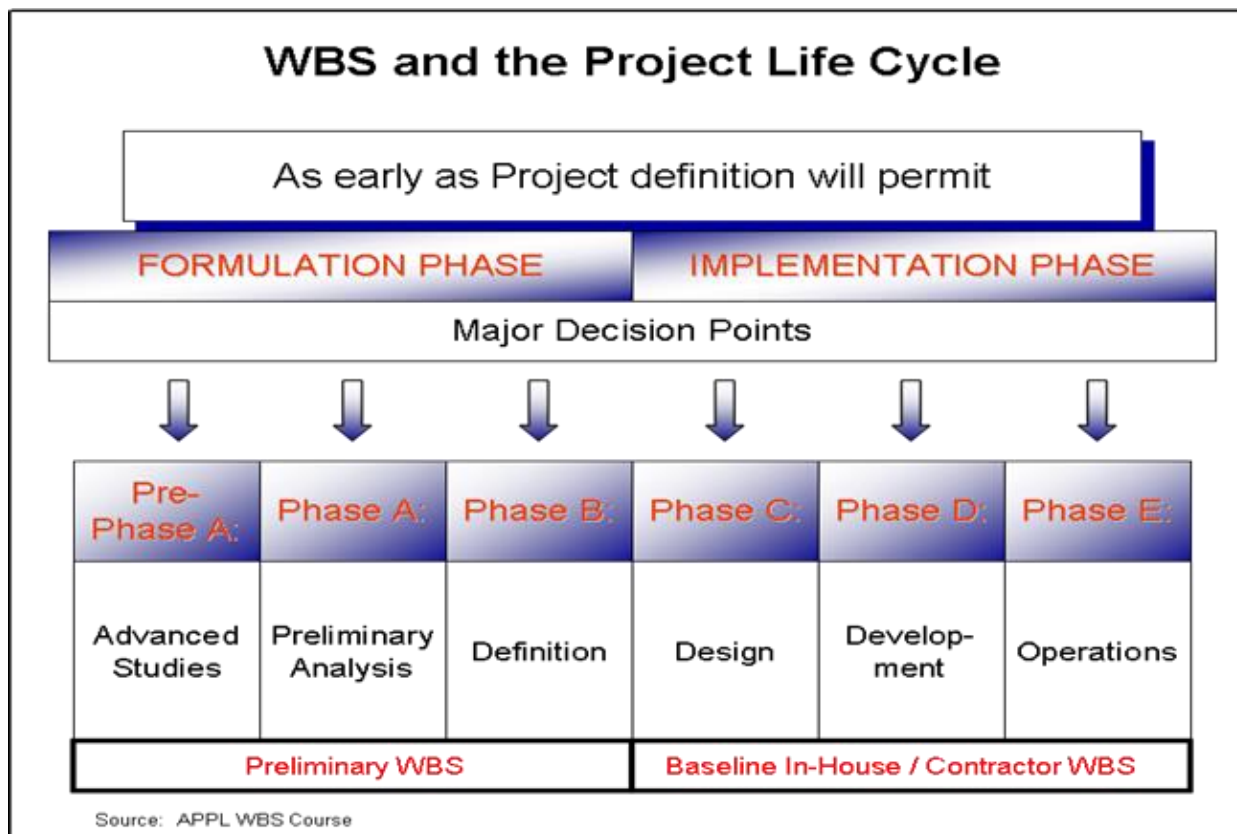 WBS and the Project Life Cycle
As early as Project definition will permit
FORMULATION PHASE
IMPLEMENTATION PHASE
Major Decision Points
Pre-
Phase A:
Phase A:
Phase B:
Phase C:
Phase D:
Phase E:
Advanced
Studies
Preliminary
Analysis
Definition
Design
Develop-
ment
Operations
Preliminary WBS
Baseline In-House / Contractor WBS
Source: APPL WBS Course